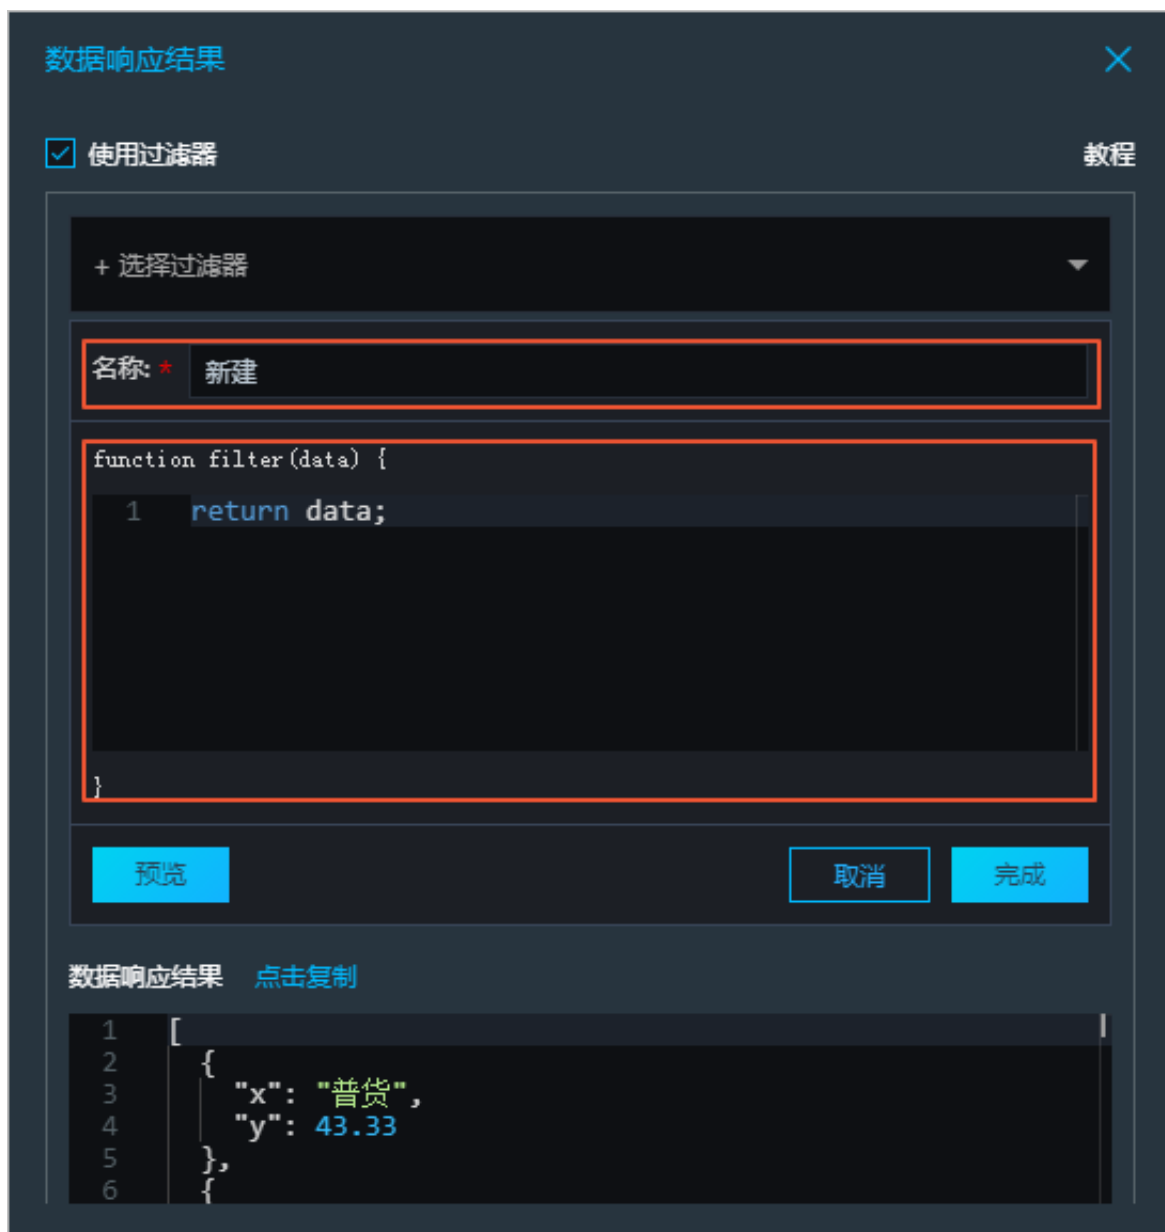 数据响应结果
使用过滤器 教程
+ 选择过滤器
名称: * 新建
function filter(data) {
1 return data;
}
预览 取消 完成
数据响应结果 点击复制
1 [
2 {
3 "x": "普货",
4 "y": 43.33
5 },
6 {